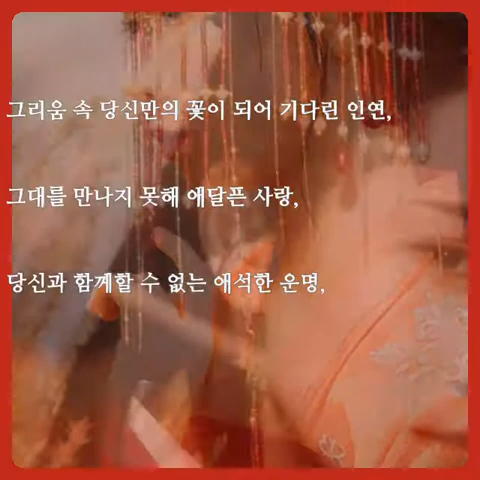 그리움 속 당신만의 꽃이 되어 기다린 인연,
그대를 만나지 못해 애달픈 사랑,
당신과 함께할 수 없는 애석한 운명,